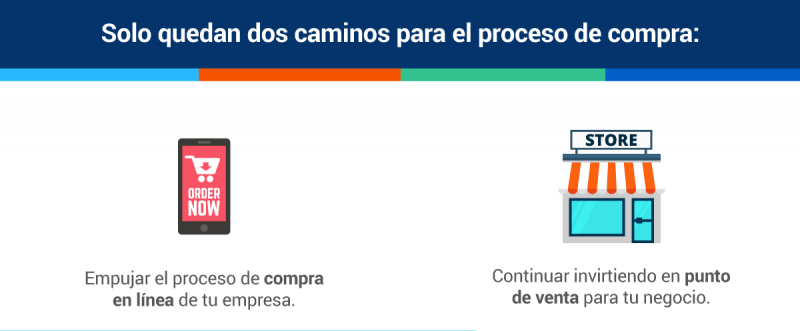 Solo quedan dos caminos para el proceso de compra:
ORDER
NOW
STORE
Empujar el proceso de compra
en línea de tu empresa.
Continuar invirtiendo en punto
de venta para tu negocio.